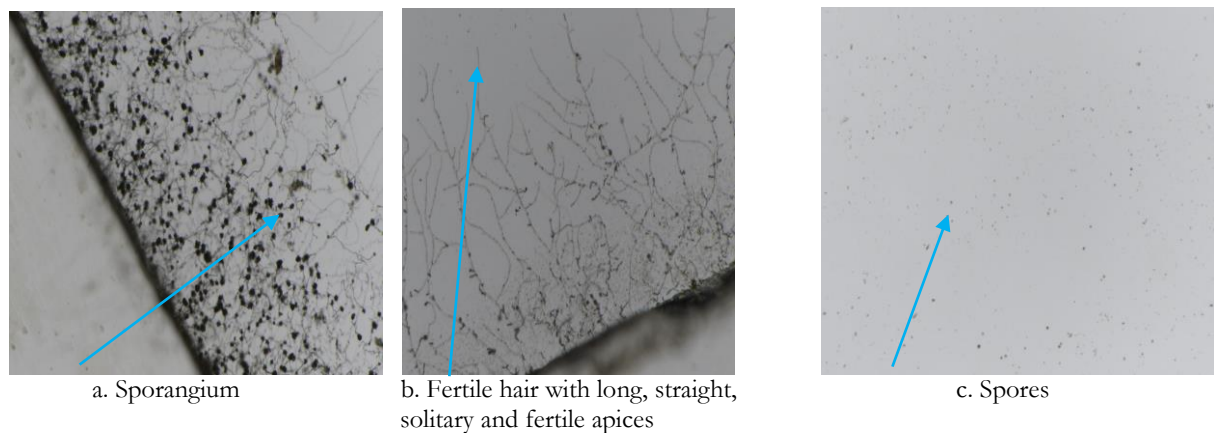 a. Sporangium
b. Fertile hair with long, straight,
solitary and fertile apices
c. Spores